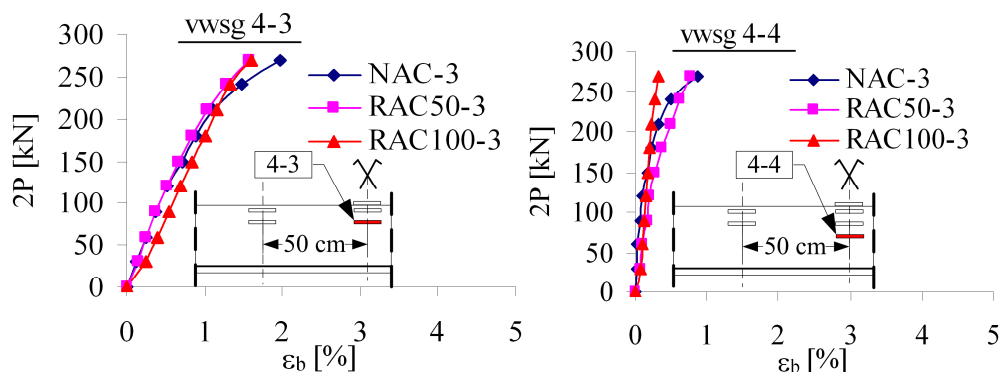 vwsg 4-3
300
250
200
150
100
50
0
2P [kN]
NAC-3
RAC50-3
RAC100-3
4-3
50 cm
0 1 2 3 4 5
εb [%]
vwsg 4-4
300
250
200
150
100
50
0
2P [kN]
NAC-3
RAC50-3
RAC100-3
4-4
50 cm
0 1 2 3 4 5
εb [%]